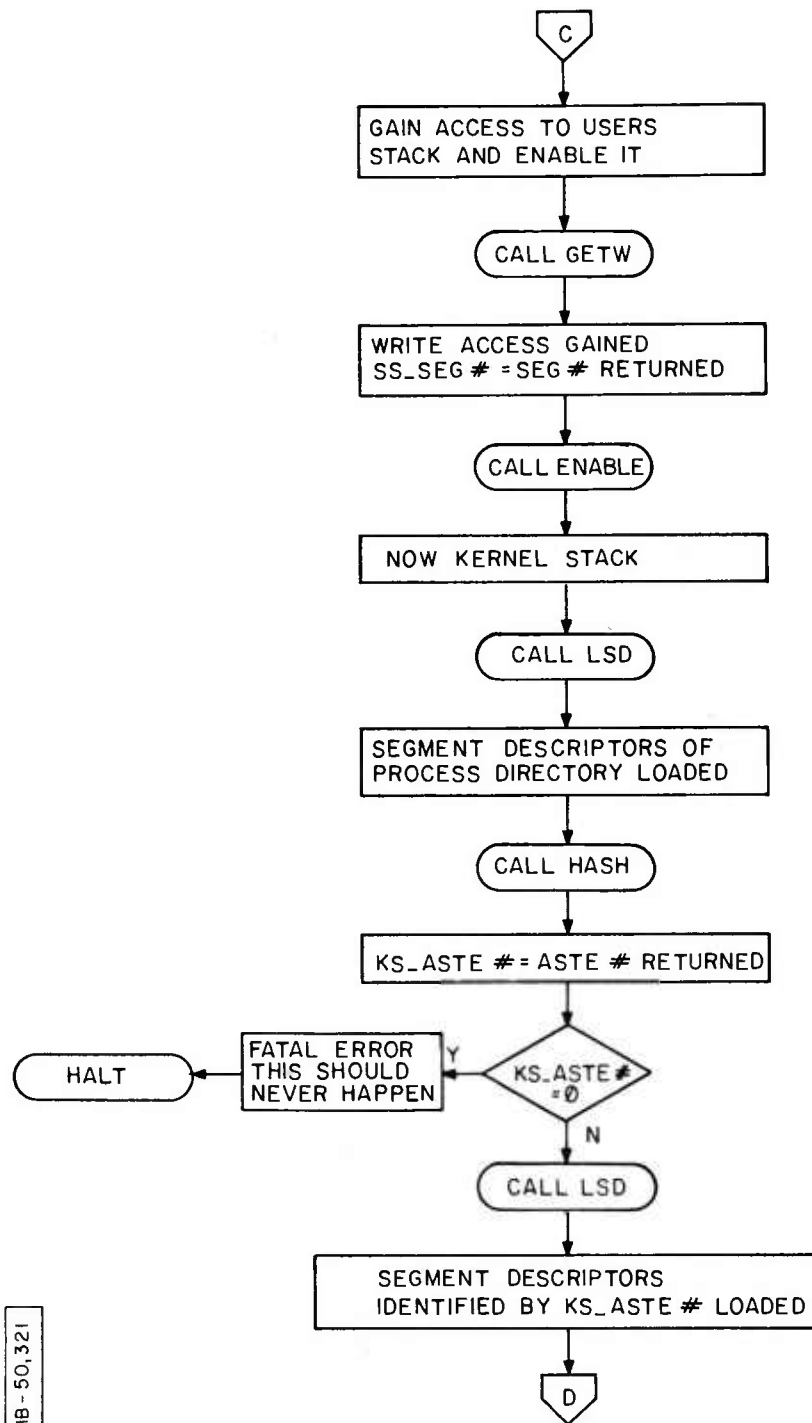 C
GAIN ACCESS TO USERS
STACK AND ENABLE IT
CALL GETW
WRITE ACCESS GAINED
SS_SEG # = SEG # RETURNED
CALL ENABLE
NOW KERNEL STACK
CALL LSD
SEGMENT DESCRIPTORS OF
PROCESS DIRECTORY LOADED
CALL HASH
KS_ASTE # = ASTE # RETURNED
KS_ASTE #
=Ø
Y
FATAL ERROR
THIS SHOULD
NEVER HAPPEN
HALT
N
CALL LSD
SEGMENT DESCRIPTORS
IDENTIFIED BY KS_ASTE # LOADED
D
-50,321